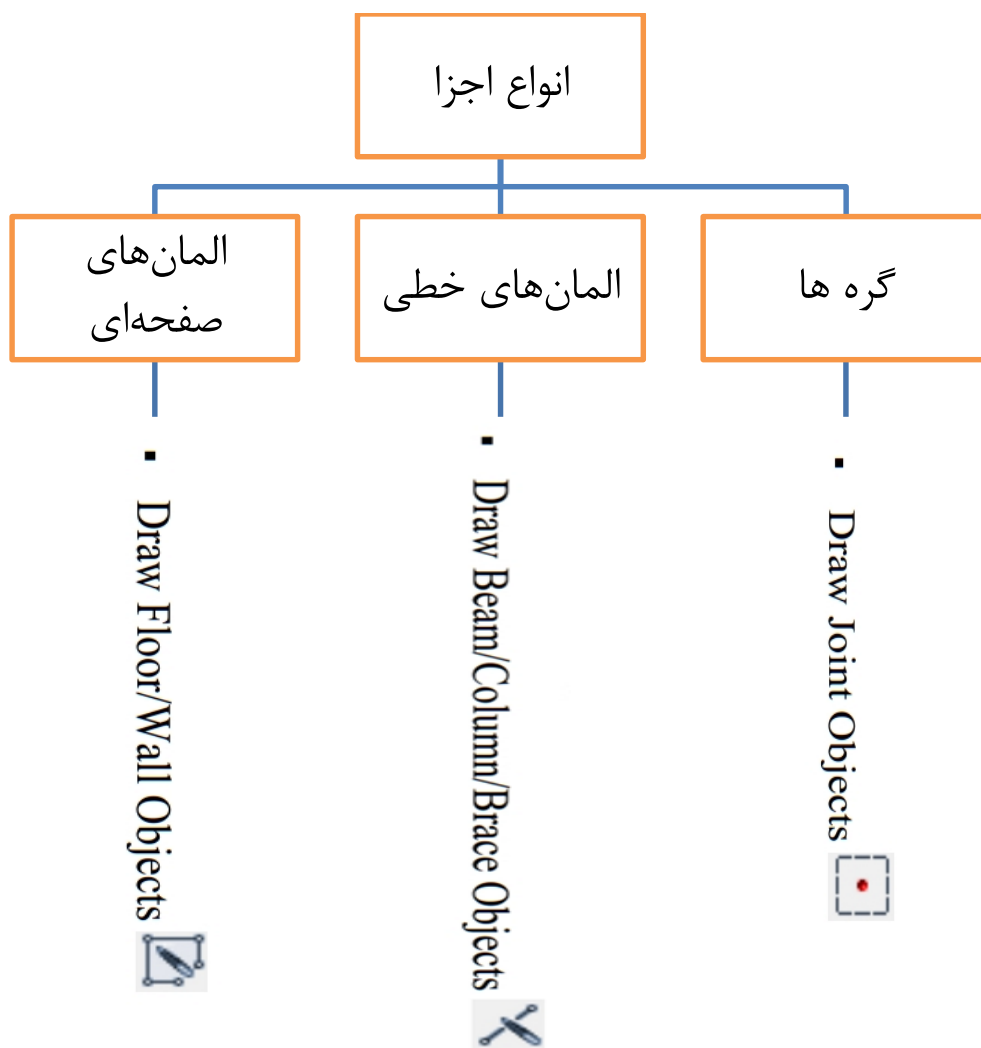 انواع اجزا
گره ها
المان‌های خطی
المان‌های
صفحه‌ای
▪ Draw Joint Objects
▪ Draw Beam/Column/Brace Objects
▪ Draw Floor/Wall Objects